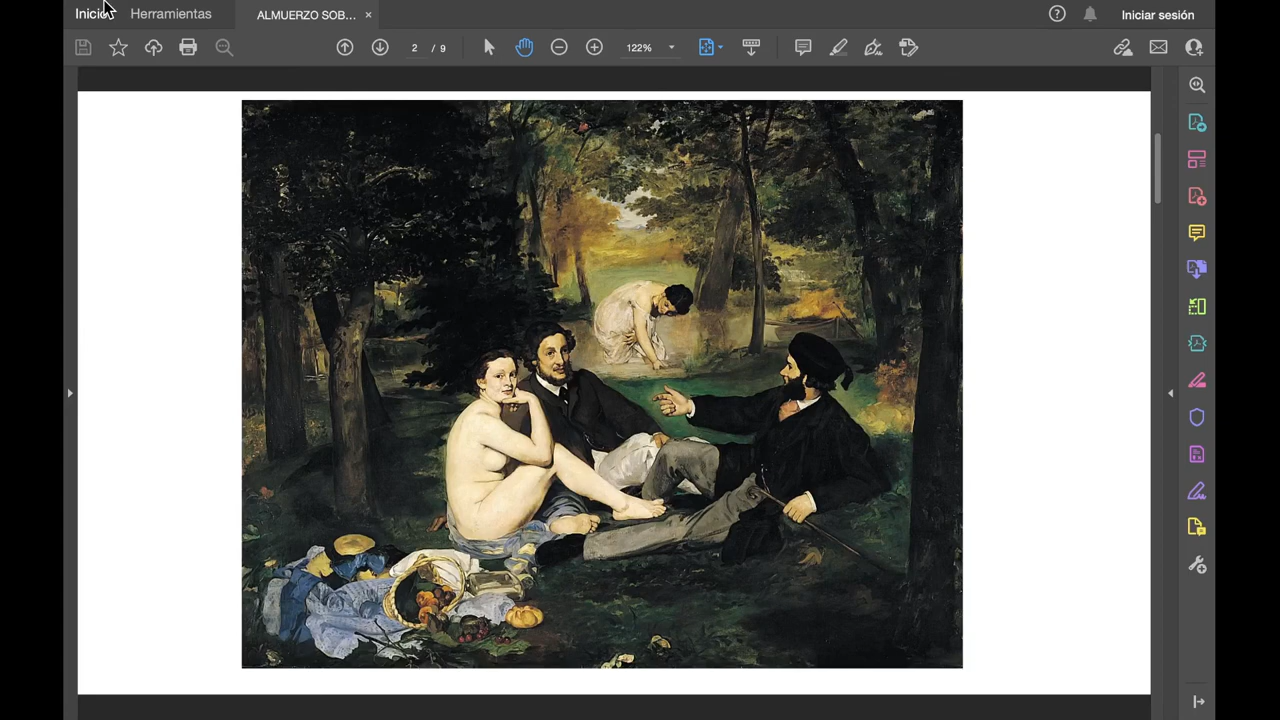 Inicio
Herramientas
ALMUERZO SOB...
×
Iniciar sesión
2 / 9
122%